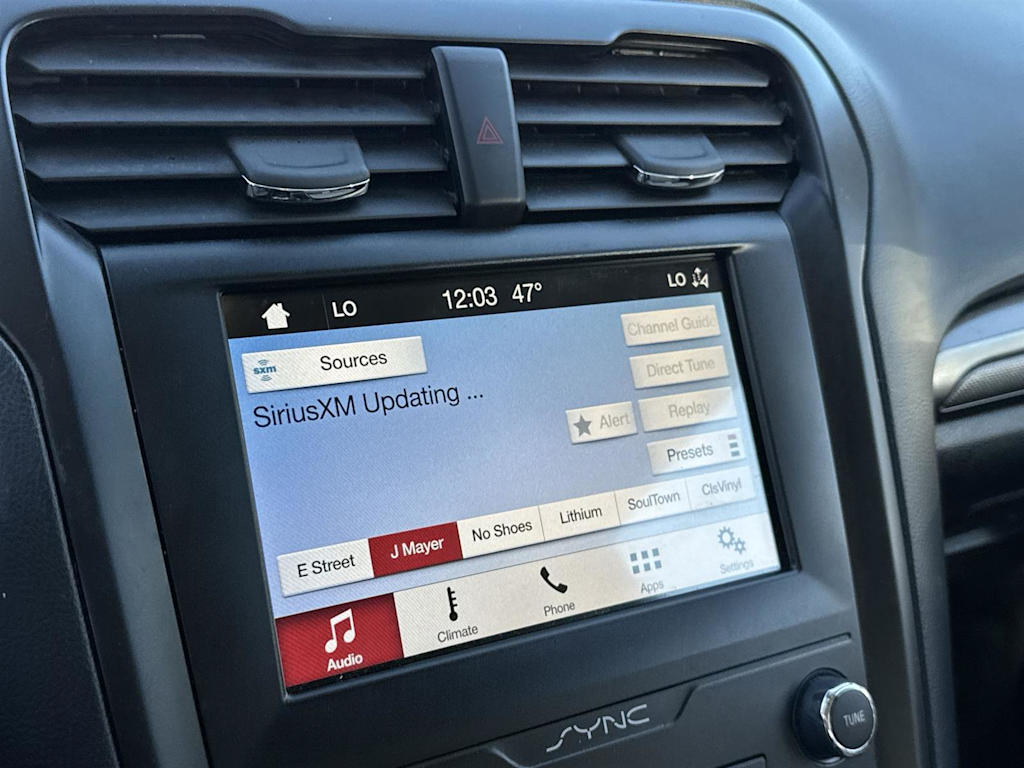 LO 12:03 47° LO
sxm Sources
Channel Guide
SiriusXM Updating ...
Direct Tune
Alert
Replay
Presets
E Street J Mayer No Shoes Lithium SoulTown ClsVinyl
Audio Climate Phone Apps Settings
SYNC
TUNE